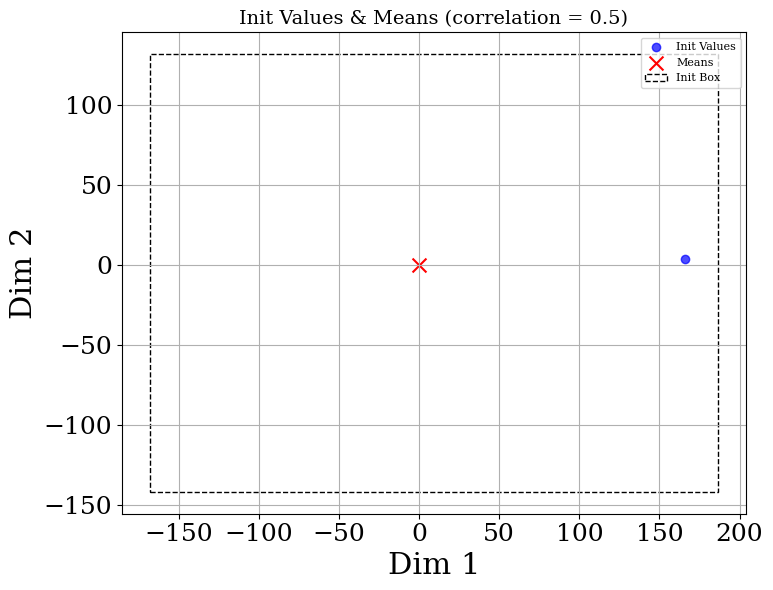 Init Values & Means (correlation = 0.5)
Init Values
Means
Init Box
100
50
0
−50
−100
−150
Dim 2
−150 −100 −50 0 50 100 150 200
Dim 1